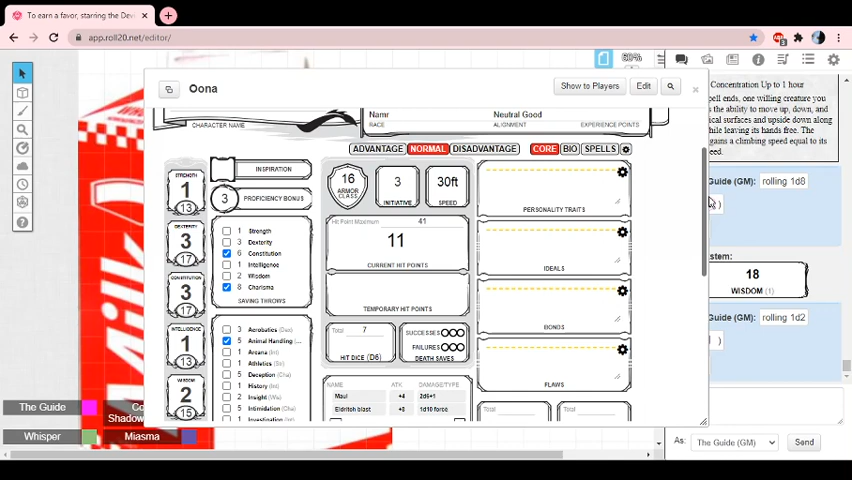 To earn a favor, starring the Dev
app.roll20.net/editor/
60%
Oona
Show to Players
Edit
Namr
Neutral Good
CHARACTER NAME
RACE
ALIGNMENT
EXPERIENCE POINTS
ADVANTAGE NORMAL DISADVANTAGE
CORE BIO SPELLS
STRENGTH
1
13
DEXTERITY
3
17
CONSTITUTION
3
17
INTELLIGENCE
1
13
WISDOM
2
15
INSPIRATION
3 PROFICIENCY BONUS
1 Strength
3 Dexterity
6 Constitution
1 Intelligence
2 Wisdom
8 Charisma
SAVING THROWS
3 Acrobatics (Dex)
5 Animal Handling (...
1 Arcana (Int)
1 Athletics (Str)
5 Deception (Cha)
1 History (Int)
2 Insight (Wis)
5 Intimidation (Cha)
1 Investigation (Int)
16
ARMOR
CLASS
3
INITIATIVE
30ft
SPEED
Hit Point Maximum 41
11
CURRENT HIT POINTS
TEMPORARY HIT POINTS
Total 7
HIT DICE (D6)
SUCCESSES
FAILURES
DEATH SAVES
NAME ATK DAMAGE/TYPE
Maul +4 2d6+1
Eldritch blast 1d10 force
PERSONALITY TRAITS
IDEALS
BONDS
FLAWS
Total
Total
Concentration Up to 1 hour
pell ends, one willing creature you
s the ability to move up, down, and
ical surfaces and upside down along
hile leaving its hands free. The
gains a climbing speed equal to its
eed.
Guide (GM): rolling 1d8
)
stem:
18
WISDOM (1)
Guide (GM): rolling 1d2
)
As: The Guide (GM)
Send
Milk
The Guide
Co
Shadow
Whisper
Miasma